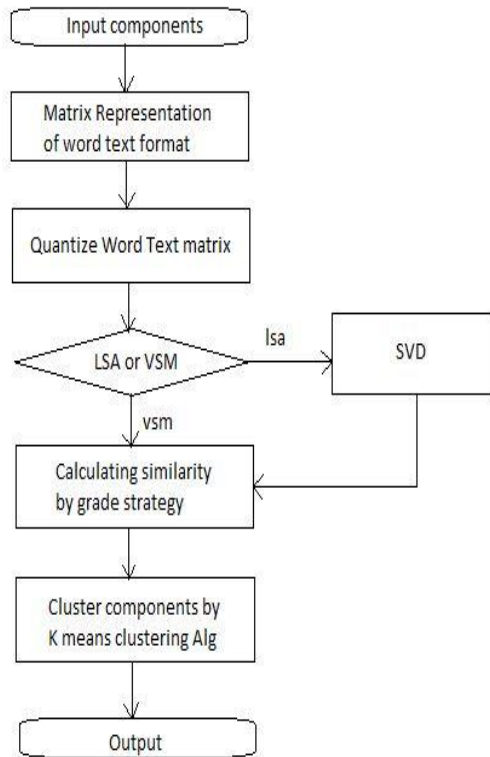 Input components
Matrix Representation
of word text format
Quantize Word Text matrix
LSA or VSM
lsa
SVD
vsm
Calculating similarity
by grade strategy
Cluster components by
K means clustering Alg
Output